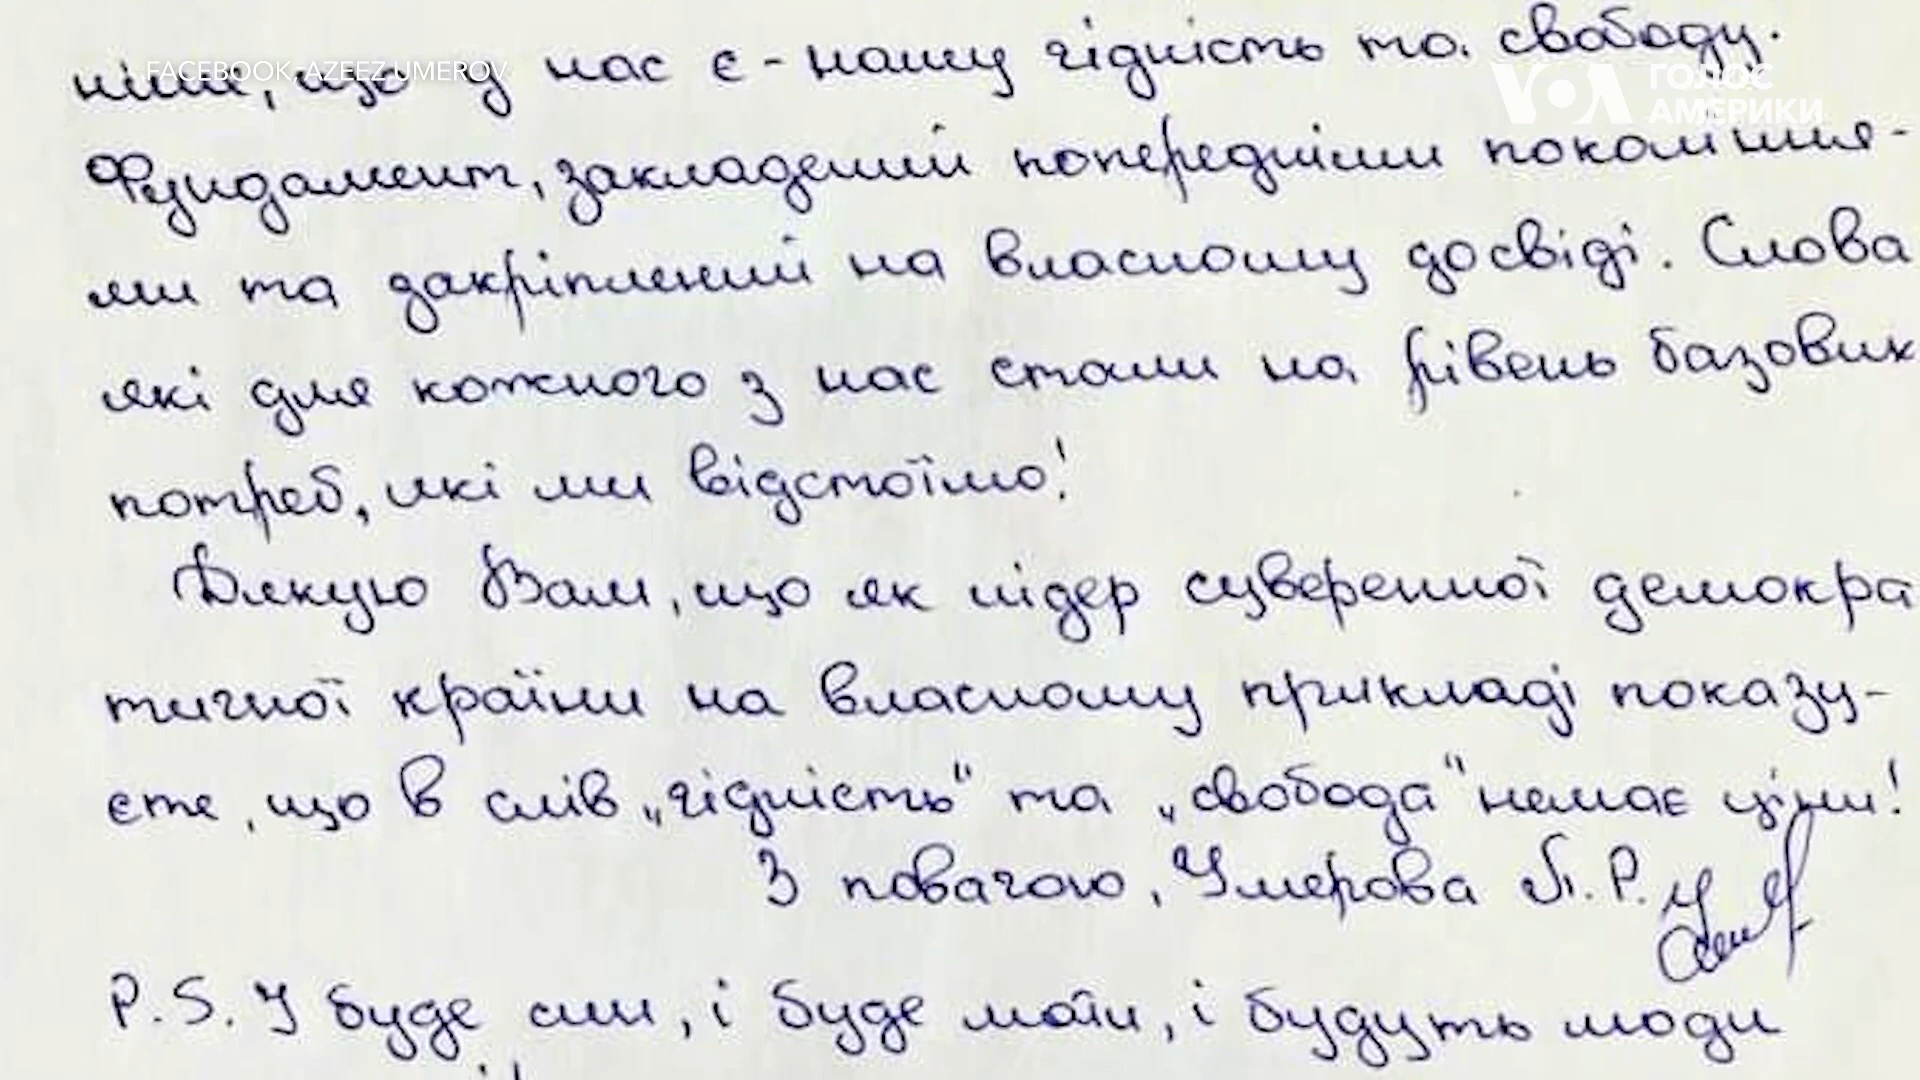 FACEBOOK, AZEEZ UMEROV
VOA ГОЛОС АМЕРИКИ
що у нас є - нашу гідність та свободу.
Фундамент, закладений попередніми покоління-
ми та закріплений на власному досвіді. Слова
які для кожного з нас стали на рівень базових
потреб, які ми відстоїмо!
Дякую Вам, що як лідер суверенної демокра
тичної країни на власному прикладі показу-
єте, що в слів „гідність“ та „свобода“ немає ціни!
З повагою, Умерова Л.Р.
P.S. І буде син, і буде мати, і будуть люди